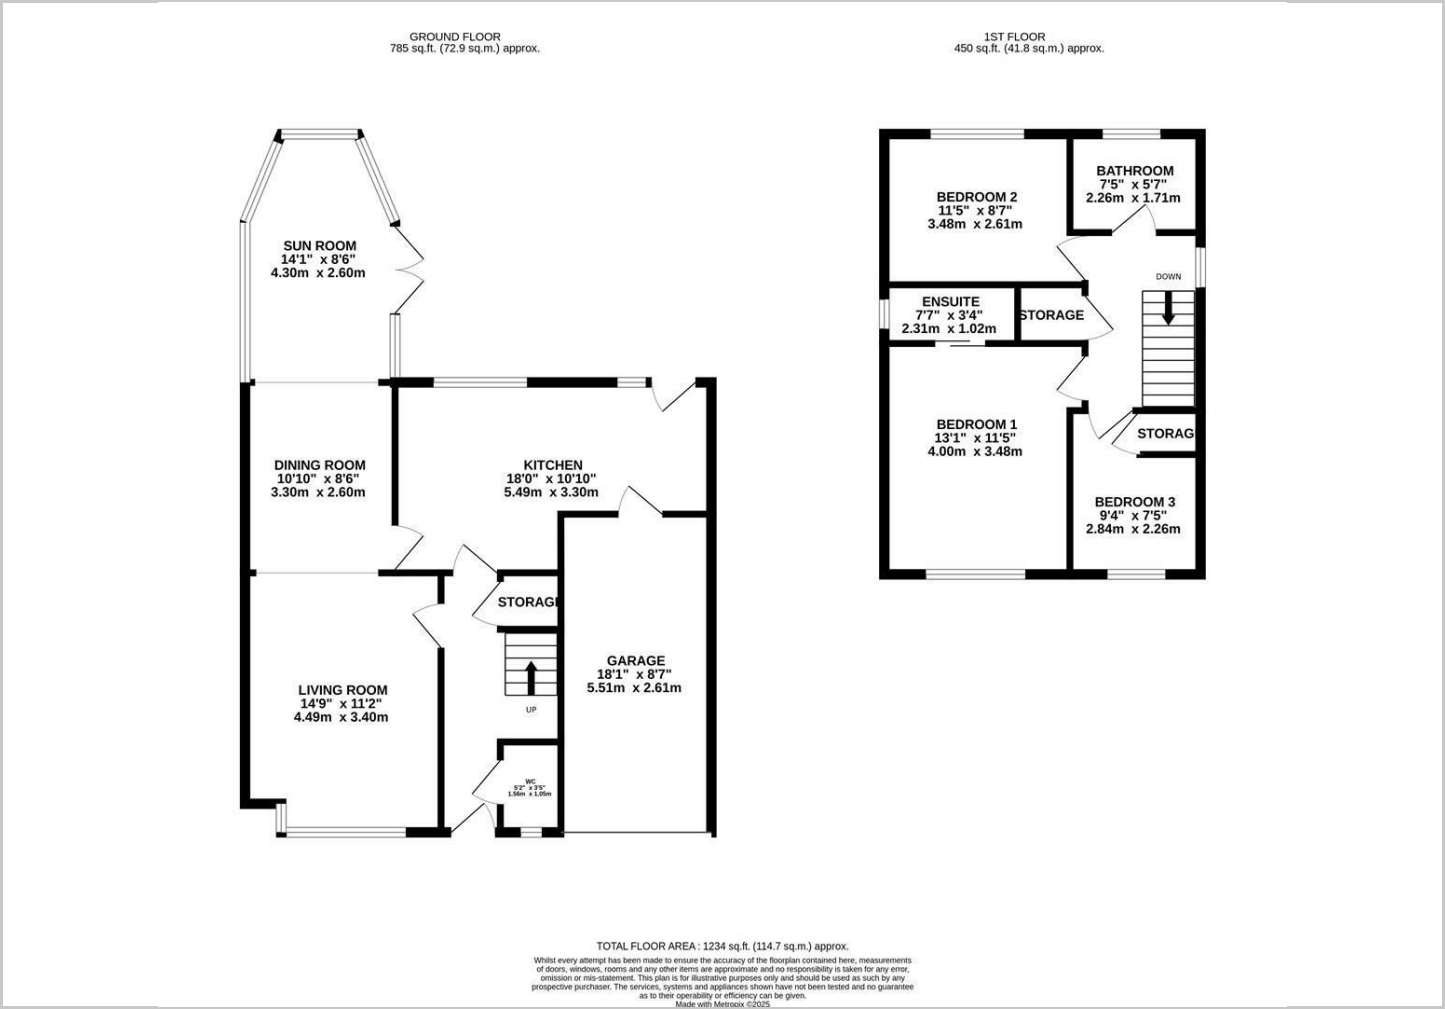 GROUND FLOOR
785 sq.ft. (72.9 sq.m.) approx.
1ST FLOOR
450 sq.ft. (41.8 sq.m.) approx.
SUN ROOM
14'1" x 8'6"
4.30m x 2.60m
DINING ROOM
10'10" x 8'6"
3.30m x 2.60m
KITCHEN
18'0" x 10'10"
5.49m x 3.30m
STORAGE
LIVING ROOM
14'9" x 11'2"
4.49m x 3.40m
GARAGE
18'1" x 8'7"
5.51m x 2.61m
UP
WC
5'2" x 3'5"
1.56m x 1.05m
BEDROOM 2
11'5" x 8'7"
3.48m x 2.61m
BATHROOM
7'5" x 5'7"
2.26m x 1.71m
DOWN
ENSUITE
7'7" x 3'4"
2.31m x 1.02m
STORAGE
BEDROOM 1
13'1" x 11'5"
4.00m x 3.48m
STORAG
BEDROOM 3
9'4" x 7'5"
2.84m x 2.26m
TOTAL FLOOR AREA : 1234 sq.ft. (114.7 sq.m.) approx.
Whilst every attempt has been made to ensure the accuracy of the floorplan contained here, measurements
of doors, windows, rooms and any other items are approximate and no responsibility is taken for any error,
omission or mis-statement. This plan is for illustrative purposes only and should be used as such by any
prospective purchaser. The services, systems and appliances shown have not been tested and no guarantee
as to their operability or efficiency can be given.
Made with Metropix ©2025